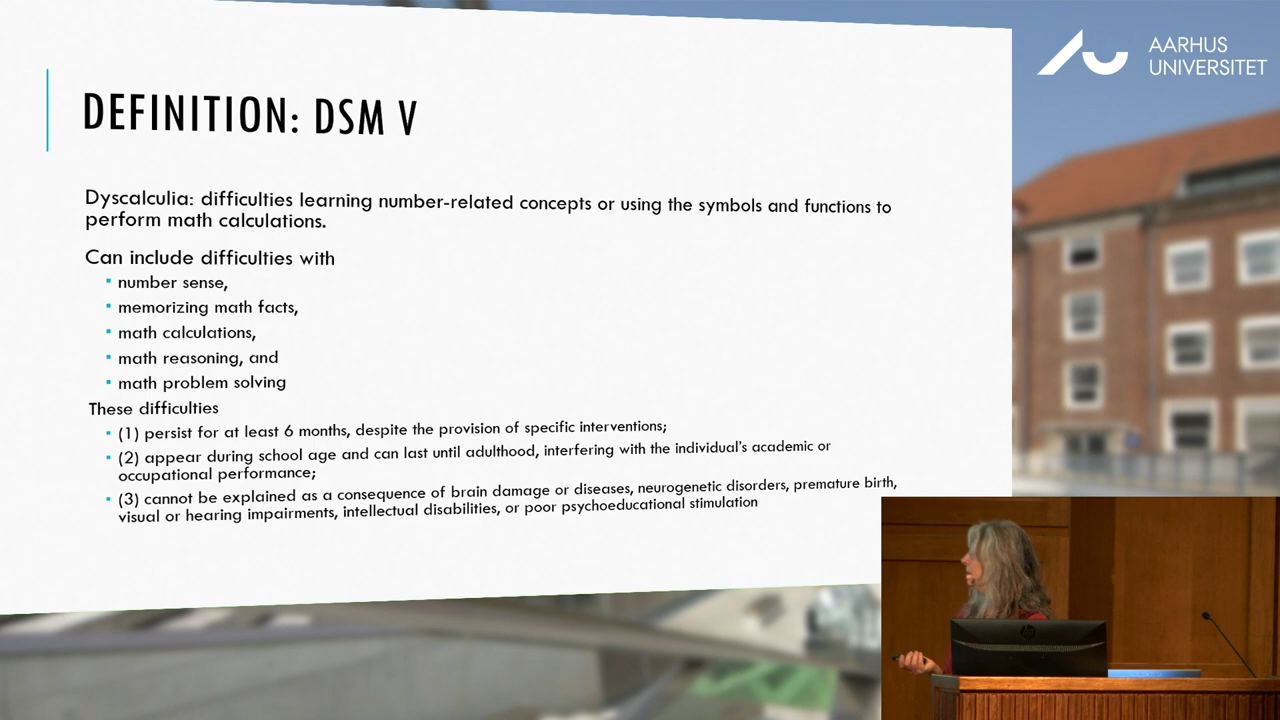 DEFINITION: DSM V
AARHUS
UNIVERSITET
Dyscalculia: difficulties learning number-related concepts or using the symbols and functions to
perform math calculations.
Can include difficulties with
number sense,
memorizing math facts,
math calculations,
math reasoning, and
math problem solving
These difficulties
(1) persist for at least 6 months, despite the provision of specific interventions;
(2) appear during school age and can last until adulthood, interfering with the individual's academic or
occupational performance;
(3) cannot be explained as a consequence of brain damage or diseases, neurogenetic disorders, premature birth,
visual or hearing impairments, intellectual disabilities, or poor psychoeducational stimulation
hp